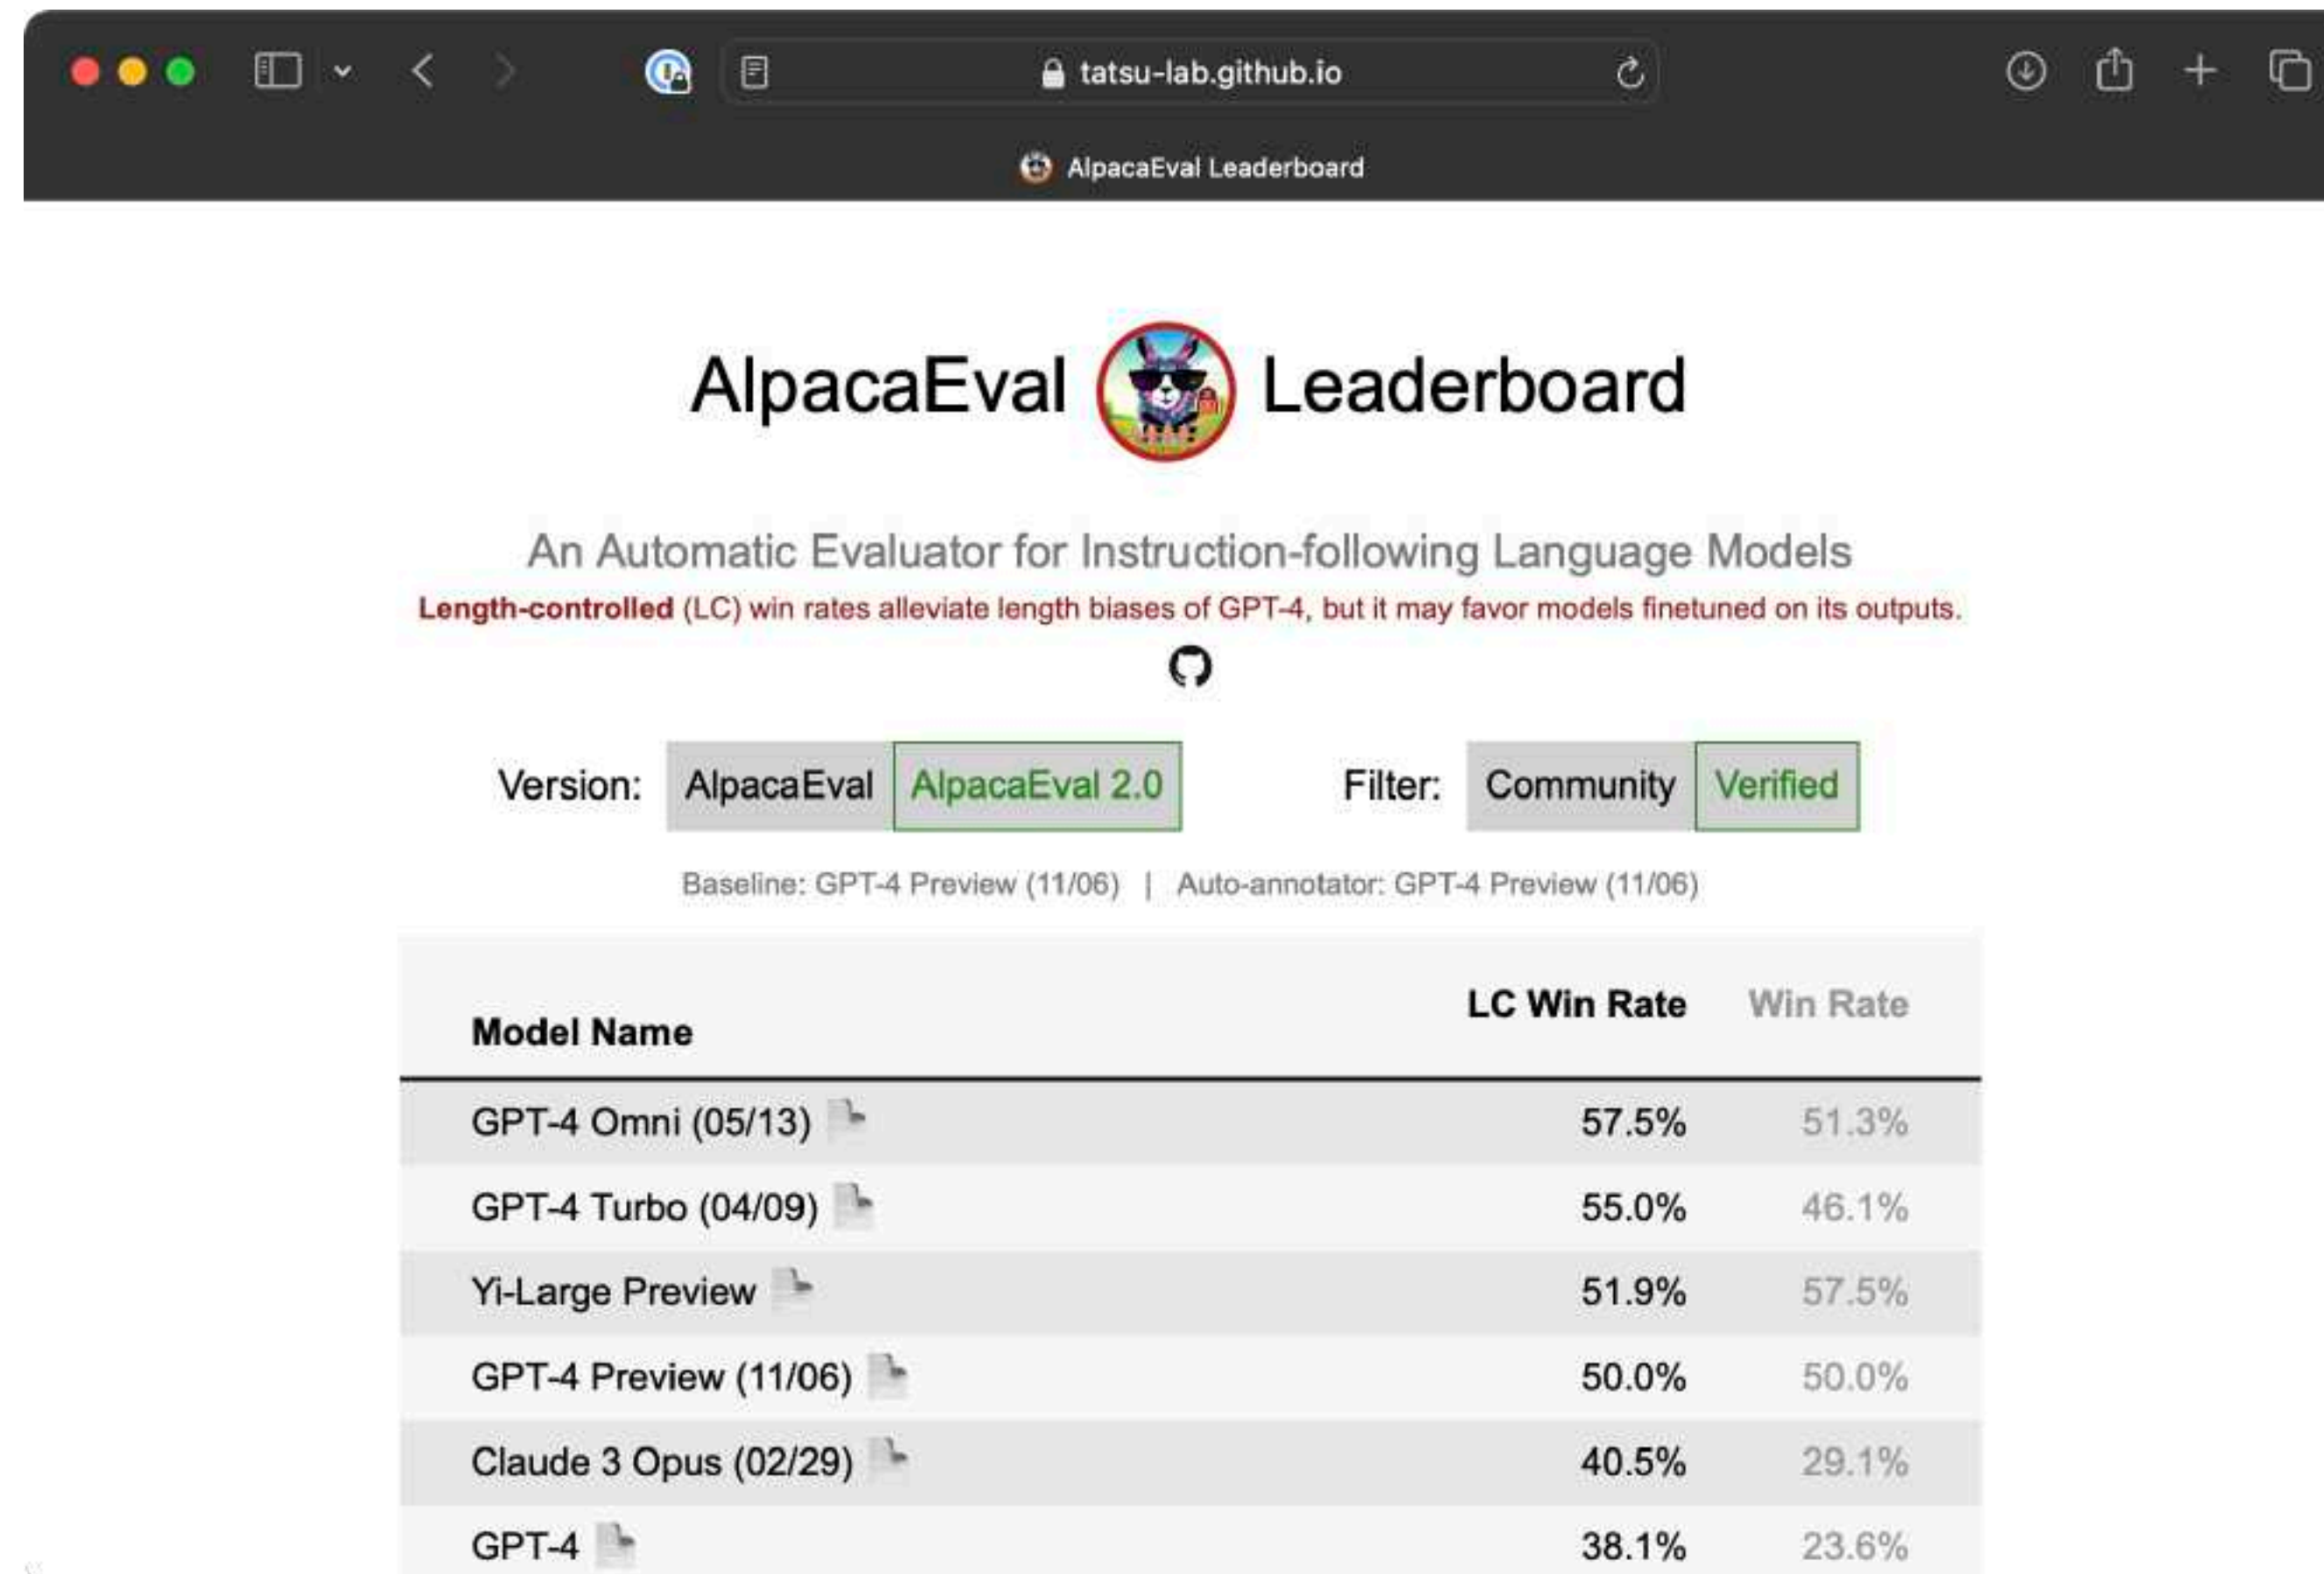 tatsu-lab.github.io
AlpacaEval Leaderboard
AlpacaEval Leaderboard
An Automatic Evaluator for Instruction-following Language Models
Length-controlled (LC) win rates alleviate length biases of GPT-4, but it may favor models finetuned on its outputs.
Version: AlpacaEval AlpacaEval 2.0 Filter: Community Verified
Baseline: GPT-4 Preview (11/06) | Auto-annotator: GPT-4 Preview (11/06)
Model Name LC Win Rate Win Rate
GPT-4 Omni (05/13) 57.5% 51.3%
GPT-4 Turbo (04/09) 55.0% 46.1%
Yi-Large Preview 51.9% 57.5%
GPT-4 Preview (11/06) 50.0% 50.0%
Claude 3 Opus (02/29) 40.5% 29.1%
GPT-4 38.1% 23.6%